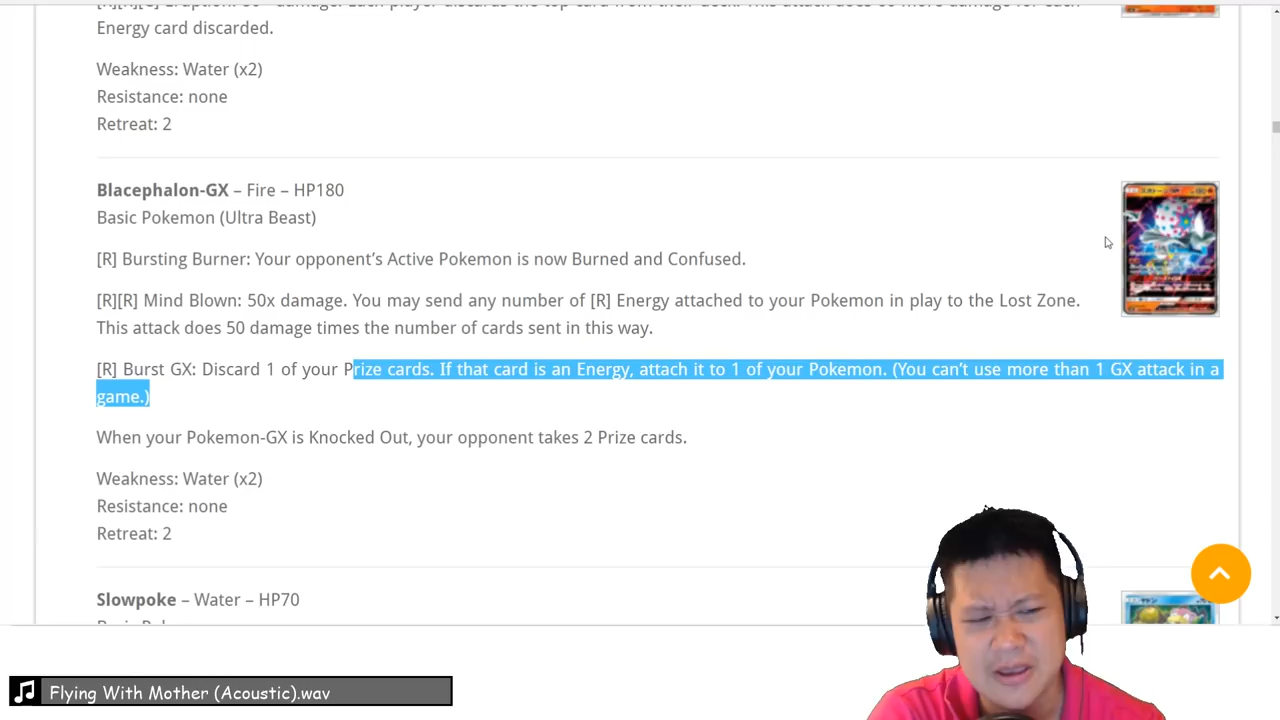 Energy card discarded.
Weakness: Water (x2)
Resistance: none
Retreat: 2
Blacephalon-GX – Fire – HP180
Basic Pokemon (Ultra Beast)
[R] Bursting Burner: Your opponent’s Active Pokemon is now Burned and Confused.
[R][R] Mind Blown: 50x damage. You may send any number of [R] Energy attached to your Pokemon in play to the Lost Zone.
This attack does 50 damage times the number of cards sent in this way.
[R] Burst GX: Discard 1 of your Prize cards. If that card is an Energy, attach it to 1 of your Pokemon. (You can’t use more than 1 GX attack in a
game.)
When your Pokemon-GX is Knocked Out, your opponent takes 2 Prize cards.
Weakness: Water (x2)
Resistance: none
Retreat: 2
Slowpoke – Water – HP70
Flying With Mother (Acoustic).wav